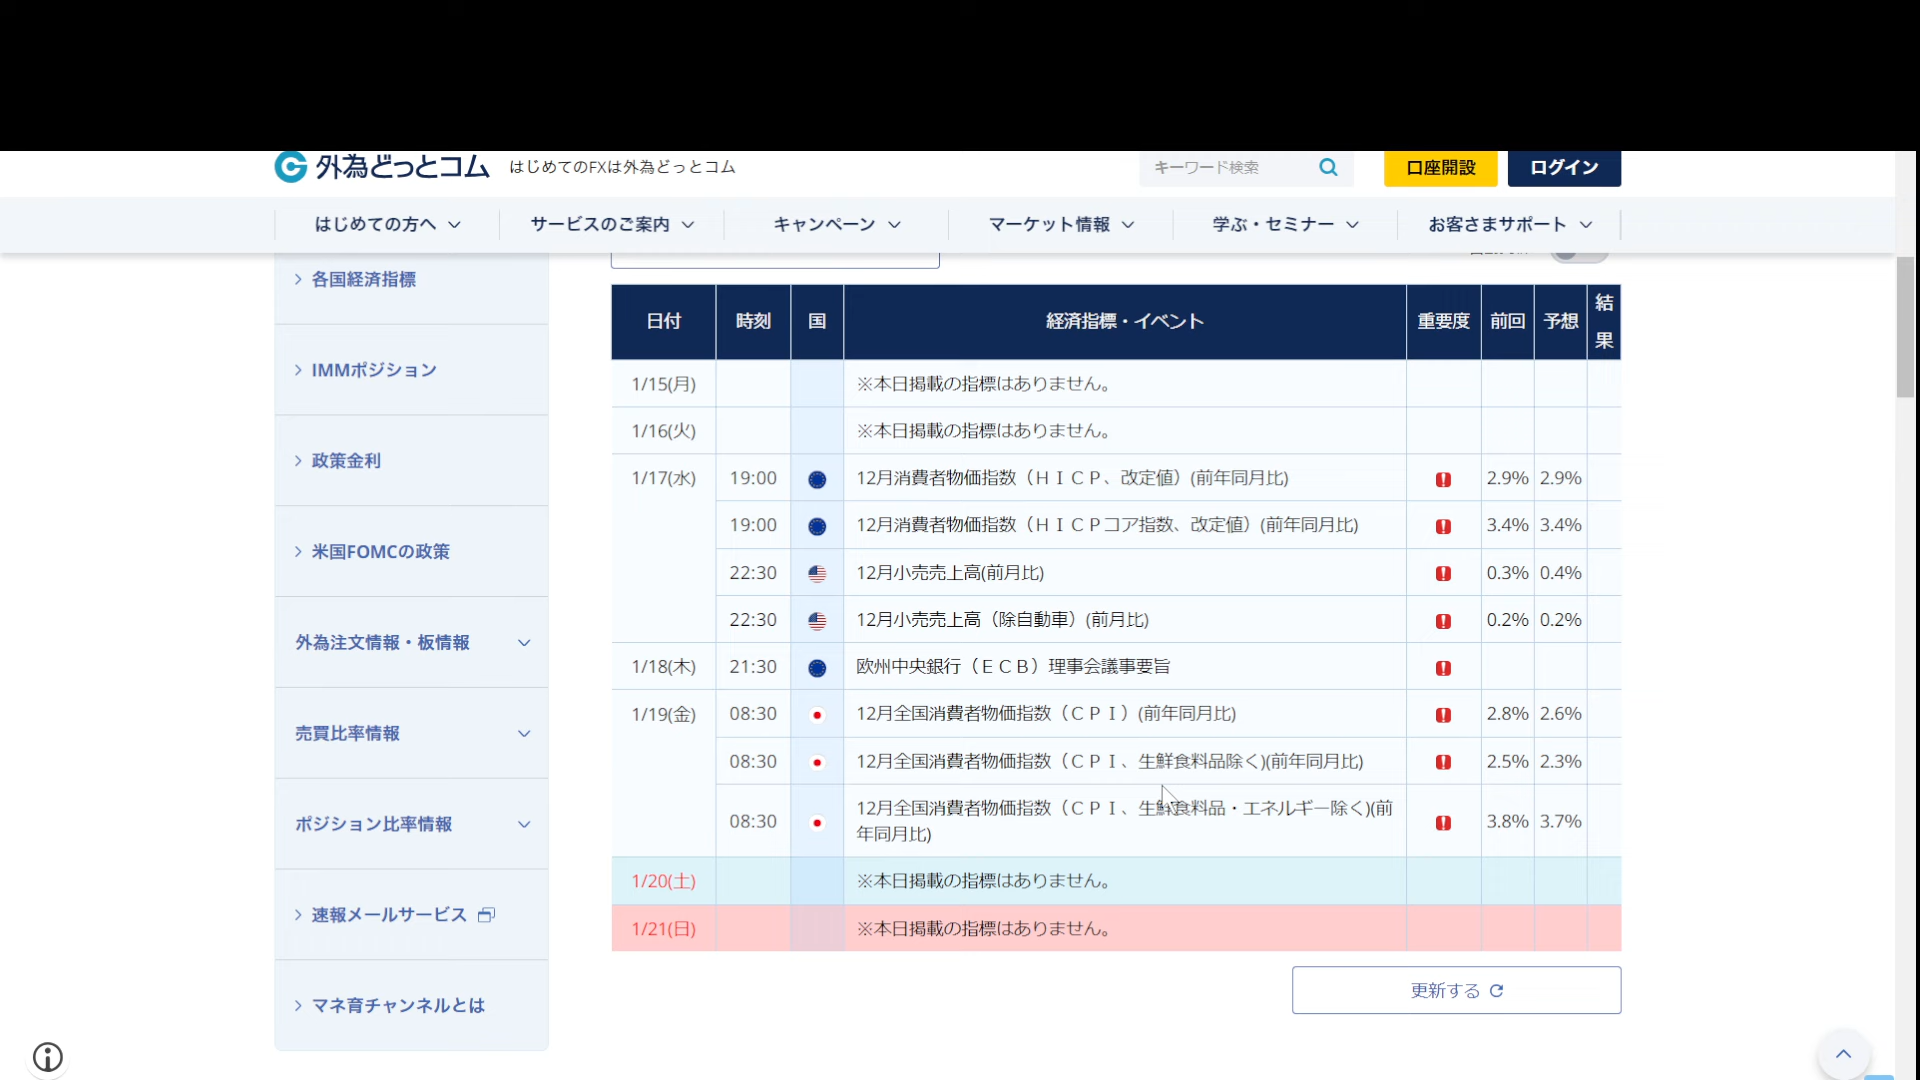 外為どっとコム はじめてのFXは外為どっとコム キーワード検索 口座開設 ログイン
はじめての方へ サービスのご案内 キャンペーン マーケット情報 学ぶ・セミナー お客さまサポート
各国経済指標
IMMポジション
政策金利
米国FOMCの政策
外為注文情報・板情報
売買比率情報
ポジション比率情報
速報メールサービス
マネ育チャンネルとは
日付 時刻 国 経済指標・イベント 重要度 前回 予想 結果
1/15(月) ※本日掲載の指標はありません。
1/16(火) ※本日掲載の指標はありません。
1/17(水) 19:00 12月消費者物価指数（ＨＩＣＰ、改定値）(前年同月比) 2.9% 2.9%
19:00 12月消費者物価指数（ＨＩＣＰコア指数、改定値）(前年同月比) 3.4% 3.4%
22:30 12月小売売上高(前月比) 0.3% 0.4%
22:30 12月小売売上高（除自動車）(前月比) 0.2% 0.2%
1/18(木) 21:30 欧州中央銀行（ＥＣＢ）理事会議事要旨
1/19(金) 08:30 12月全国消費者物価指数（ＣＰＩ）(前年同月比) 2.8% 2.6%
08:30 12月全国消費者物価指数（ＣＰＩ、生鮮食料品除く)(前年同月比) 2.5% 2.3%
08:30 12月全国消費者物価指数（ＣＰＩ、生鮮食料品・エネルギー除く)(前
年同月比) 3.8% 3.7%
1/20(土) ※本日掲載の指標はありません。
1/21(日) ※本日掲載の指標はありません。
更新する